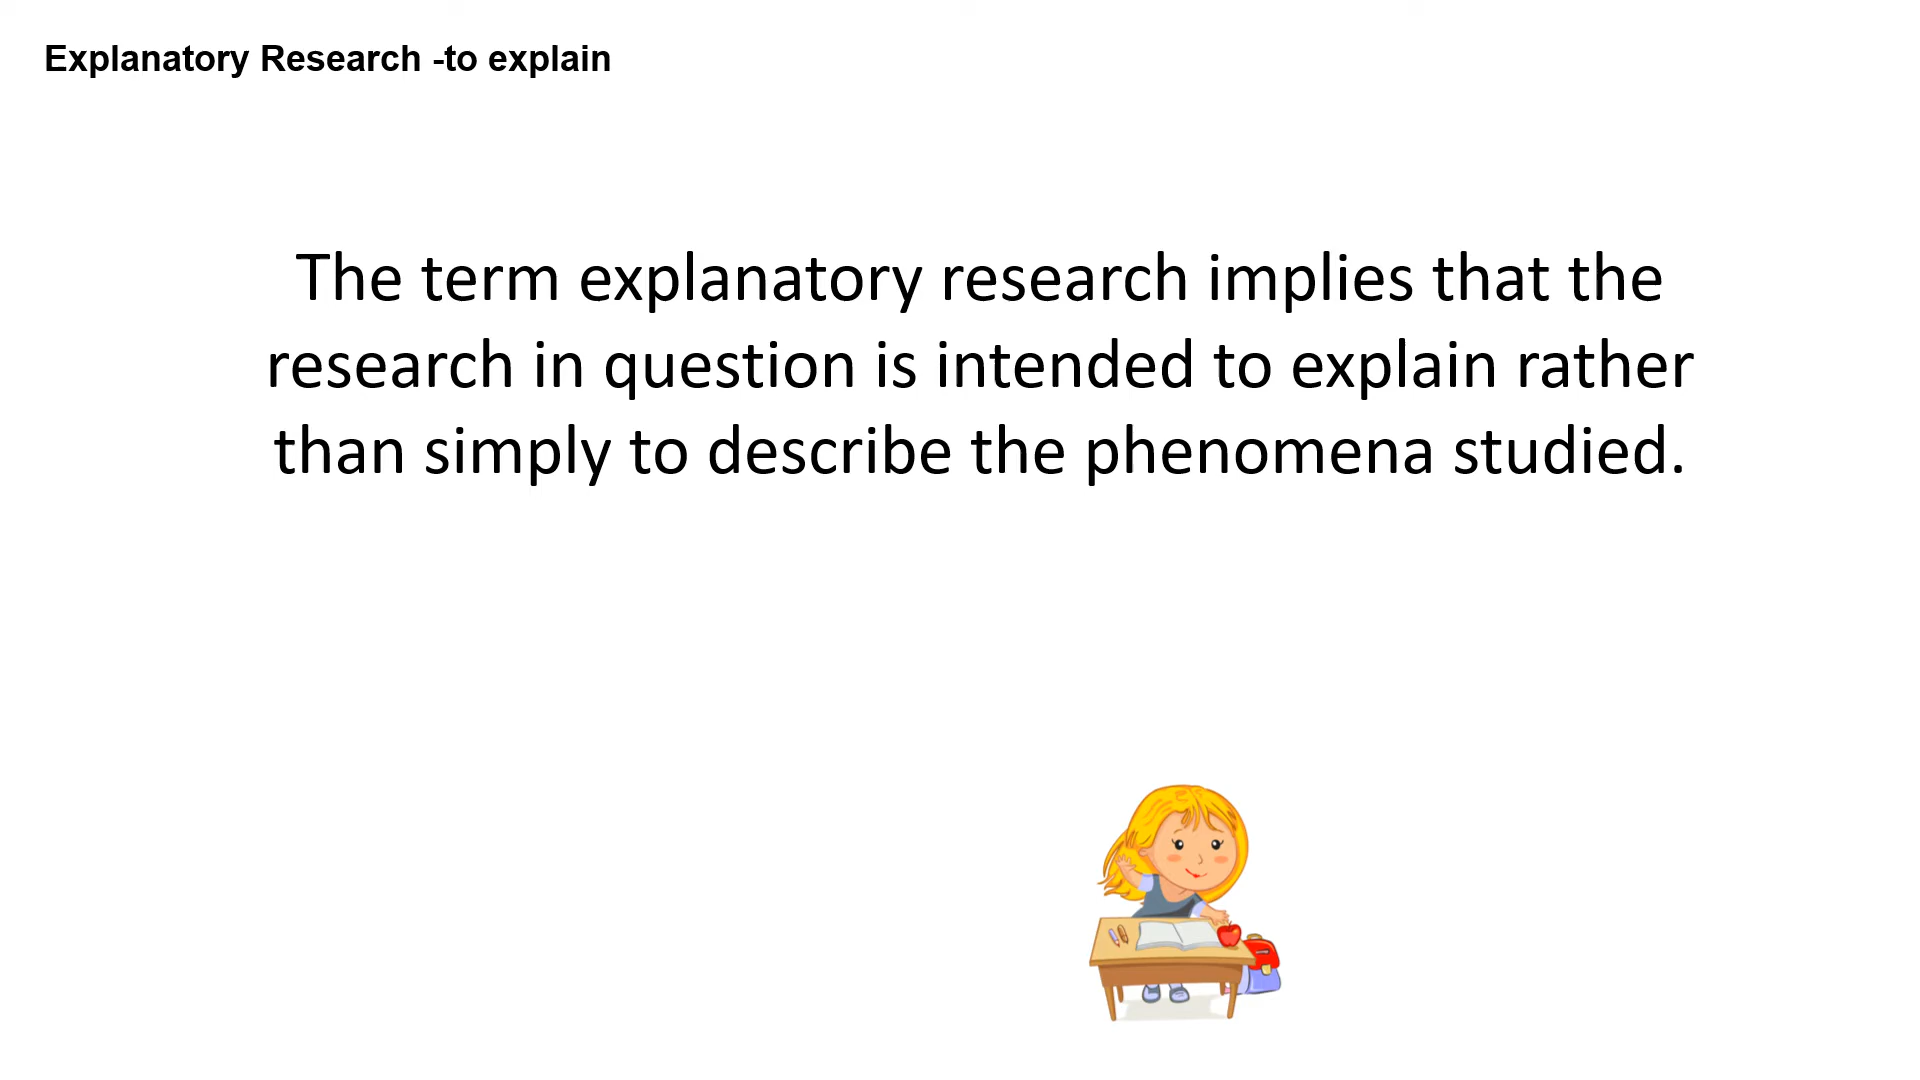 Explanatory Research -to explain
The term explanatory research implies that the
research in question is intended to explain rather
than simply to describe the phenomena studied.